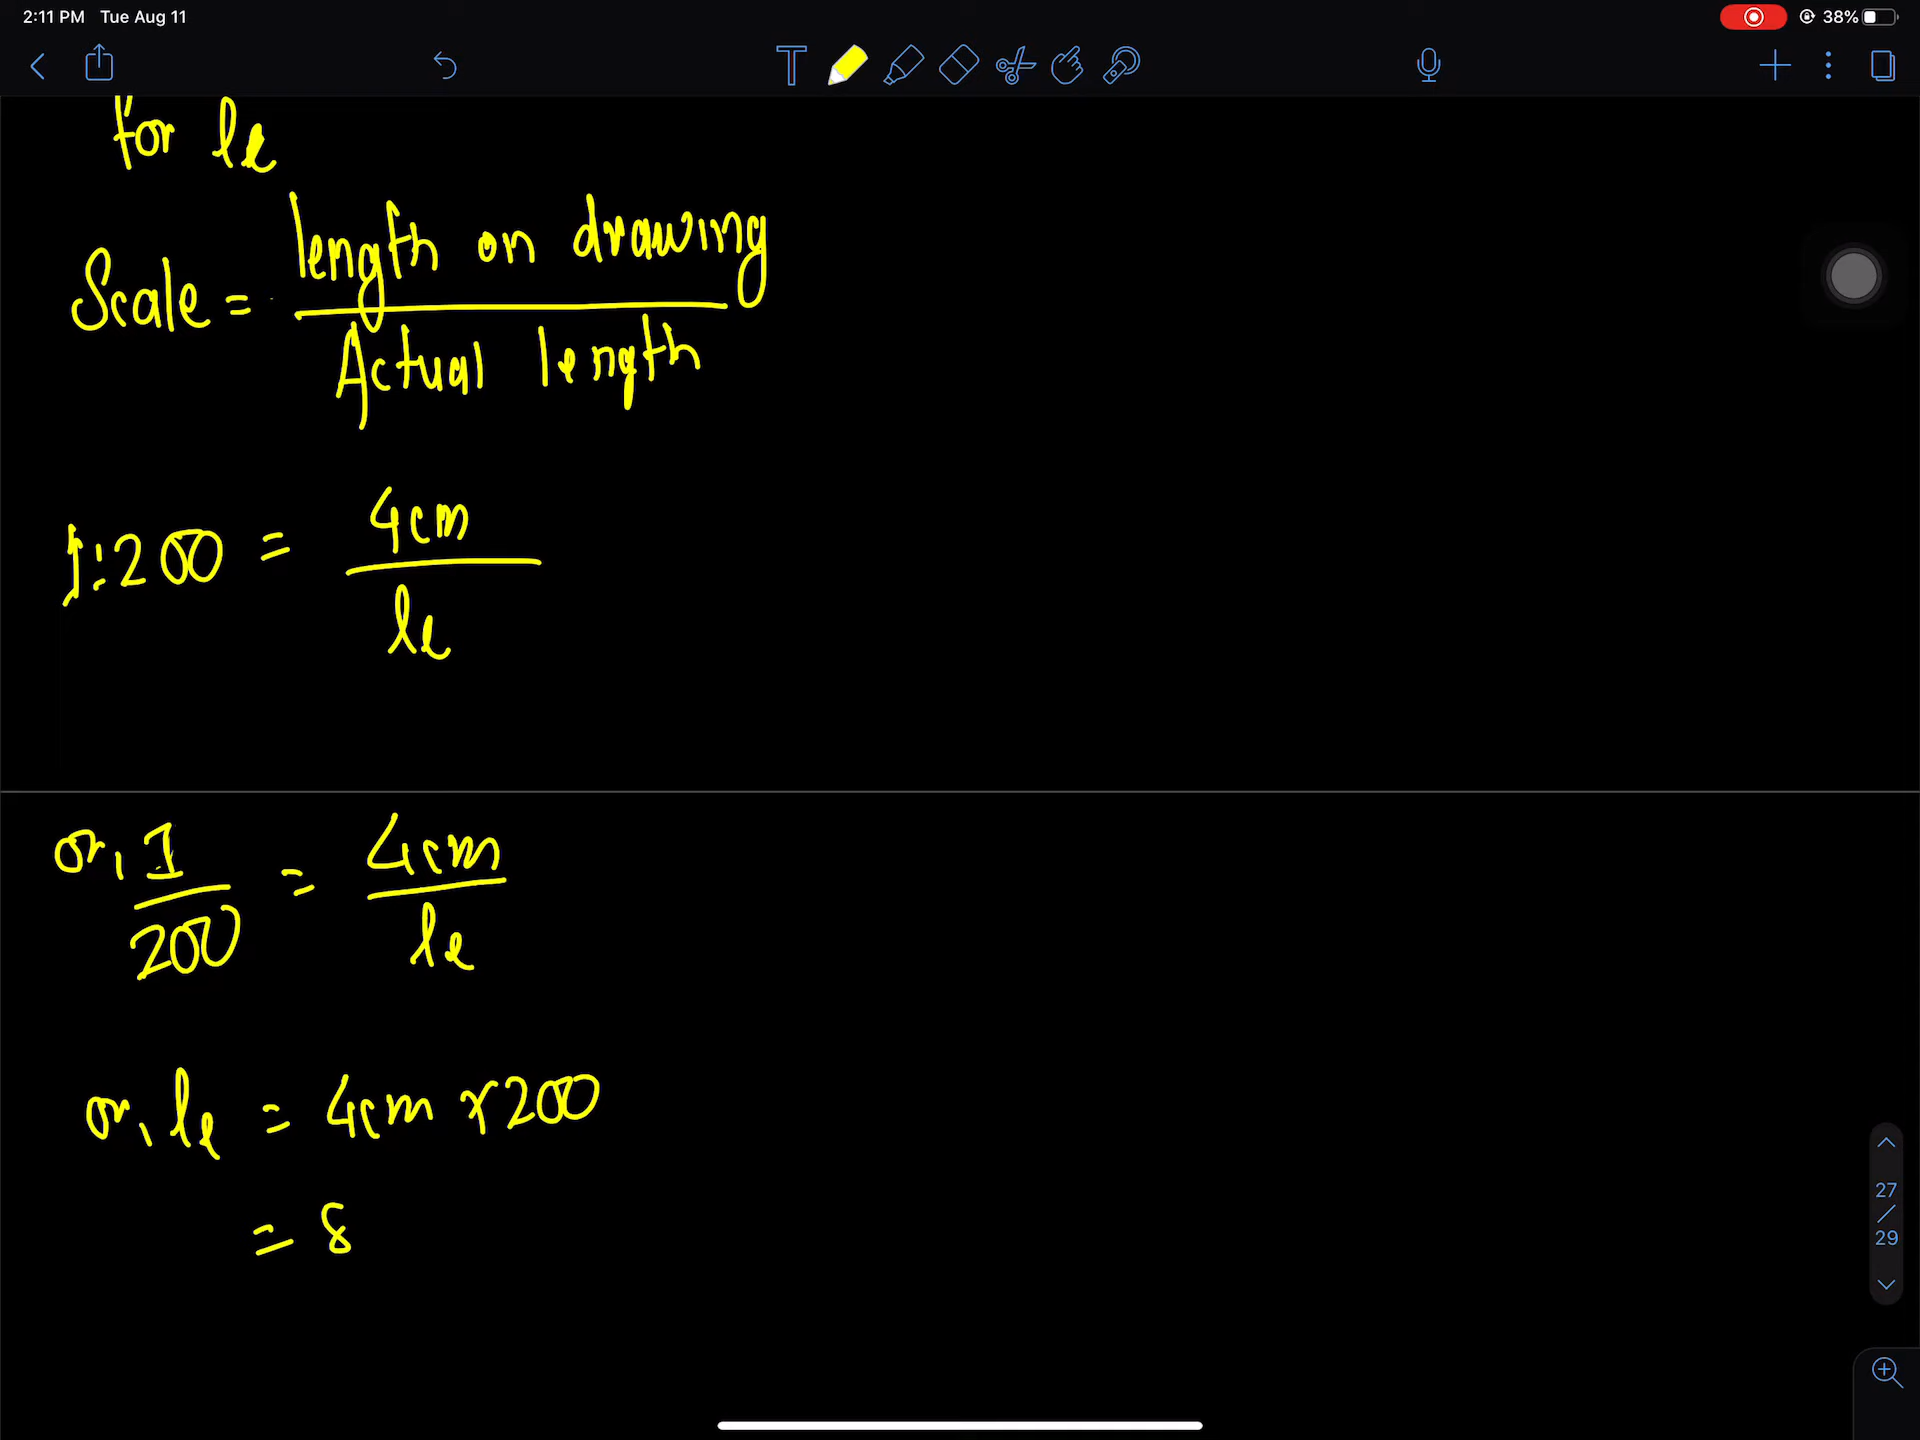 2:11 PM Tue Aug 11
38%
for le
Scale = length on drawing / Actual length
1:200 = 4cm / le
or, 1/200 = 4cm / le
or, le = 4cm x 200
= 8
27
/
29